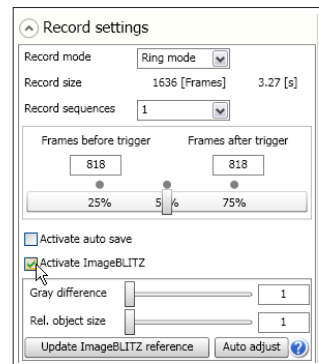 Record settings
Record mode Ring mode
Record size 1636 [Frames] 3.27 [s]
Record sequences 1
Frames before trigger Frames after trigger
818 818
25% 50% 75%
Activate auto save
Activate ImageBLITZ
Gray difference 1
Rel. object size 1
Update ImageBLITZ reference Auto adjust ?